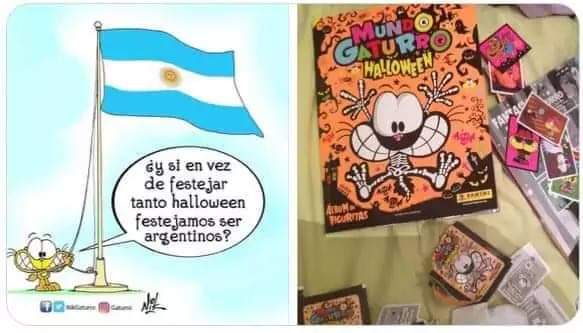 ¿y si en vez
de festejar
tanto halloween
festejamos ser
argentinos?
NikGaturro Gaturro
Nik
MUNDO
GATURRO
HALLOWEEN
PANINI
ÁLBUM DE
FIGURITAS